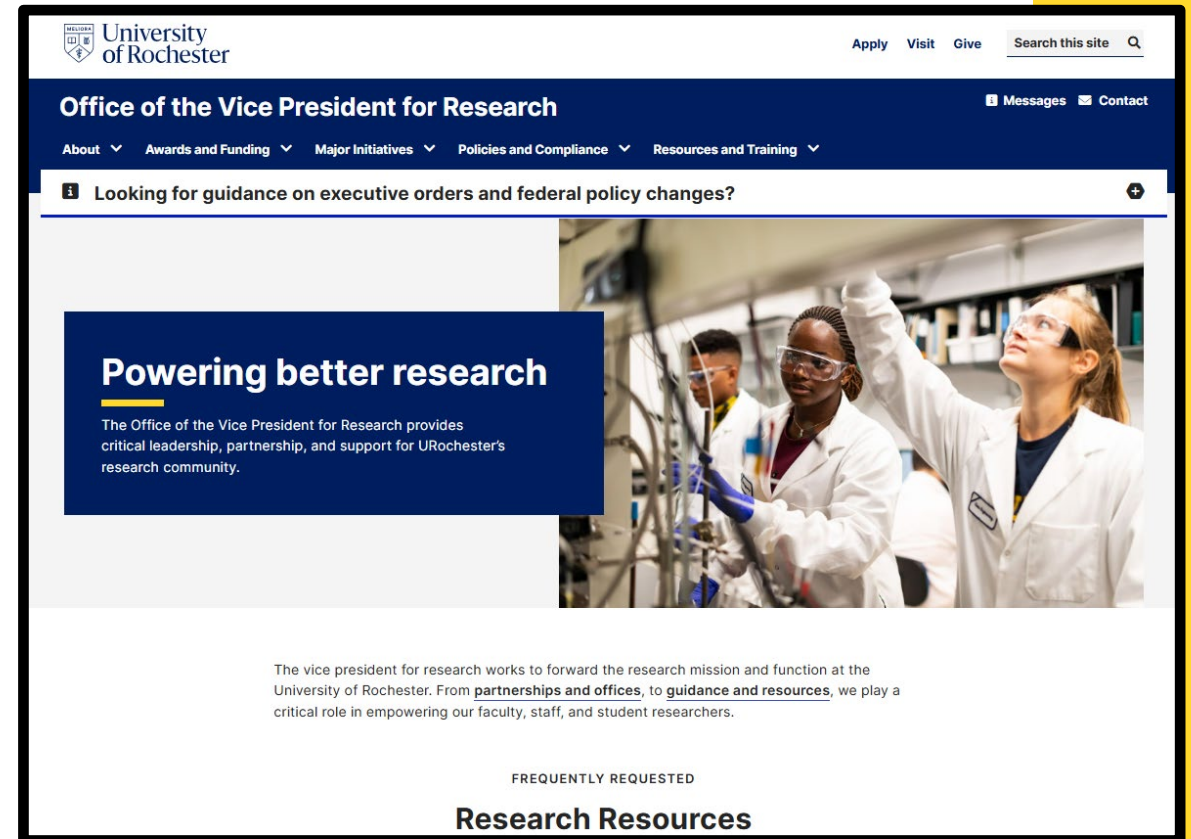 MELIORA
University
of Rochester
Apply Visit Give Search this site
Office of the Vice President for Research
Messages Contact
About Awards and Funding Major Initiatives Policies and Compliance Resources and Training
Looking for guidance on executive orders and federal policy changes?
Powering better research
The Office of the Vice President for Research provides
critical leadership, partnership, and support for URochester's
research community.
The vice president for research works to forward the research mission and function at the
University of Rochester. From partnerships and offices, to guidance and resources, we play a
critical role in empowering our faculty, staff, and student researchers.
FREQUENTLY REQUESTED
Research Resources